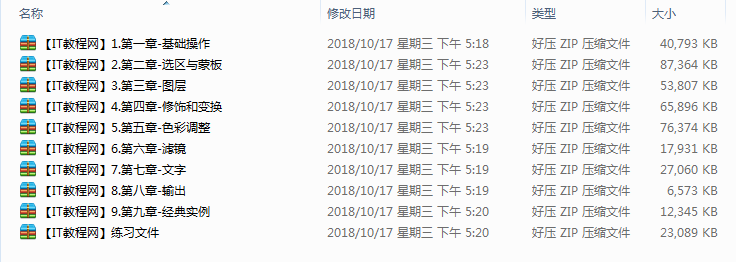 名称 修改日期 类型 大小
【IT教程网】1.第一章-基础操作 2018/10/17 星期三 下午 5:18 好压 ZIP 压缩文件 40,793 KB
【IT教程网】2.第二章-选区与蒙板 2018/10/17 星期三 下午 5:23 好压 ZIP 压缩文件 87,364 KB
【IT教程网】3.第三章-图层 2018/10/17 星期三 下午 5:23 好压 ZIP 压缩文件 53,807 KB
【IT教程网】4.第四章-修饰和变换 2018/10/17 星期三 下午 5:23 好压 ZIP 压缩文件 65,896 KB
【IT教程网】5.第五章-色彩调整 2018/10/17 星期三 下午 5:23 好压 ZIP 压缩文件 76,374 KB
【IT教程网】6.第六章-滤镜 2018/10/17 星期三 下午 5:19 好压 ZIP 压缩文件 17,931 KB
【IT教程网】7.第七章-文字 2018/10/17 星期三 下午 5:19 好压 ZIP 压缩文件 27,060 KB
【IT教程网】8.第八章-输出 2018/10/17 星期三 下午 5:19 好压 ZIP 压缩文件 6,573 KB
【IT教程网】9.第九章-经典实例 2018/10/17 星期三 下午 5:20 好压 ZIP 压缩文件 12,345 KB
【IT教程网】练习文件 2018/10/17 星期三 下午 5:20 好压 ZIP 压缩文件 23,089 KB